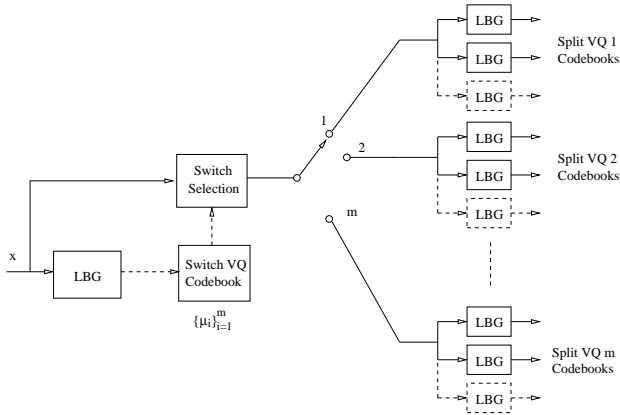 LBG
Split VQ 1
LBG
Codebooks
LBG
1
LBG
2
Split VQ 2
Switch
Selection
LBG
Codebooks
LBG
m
x
LBG
Switch VQ
Codebook
{μi}
m
i=1
LBG
LBG
Split VQ m
Codebooks
LBG